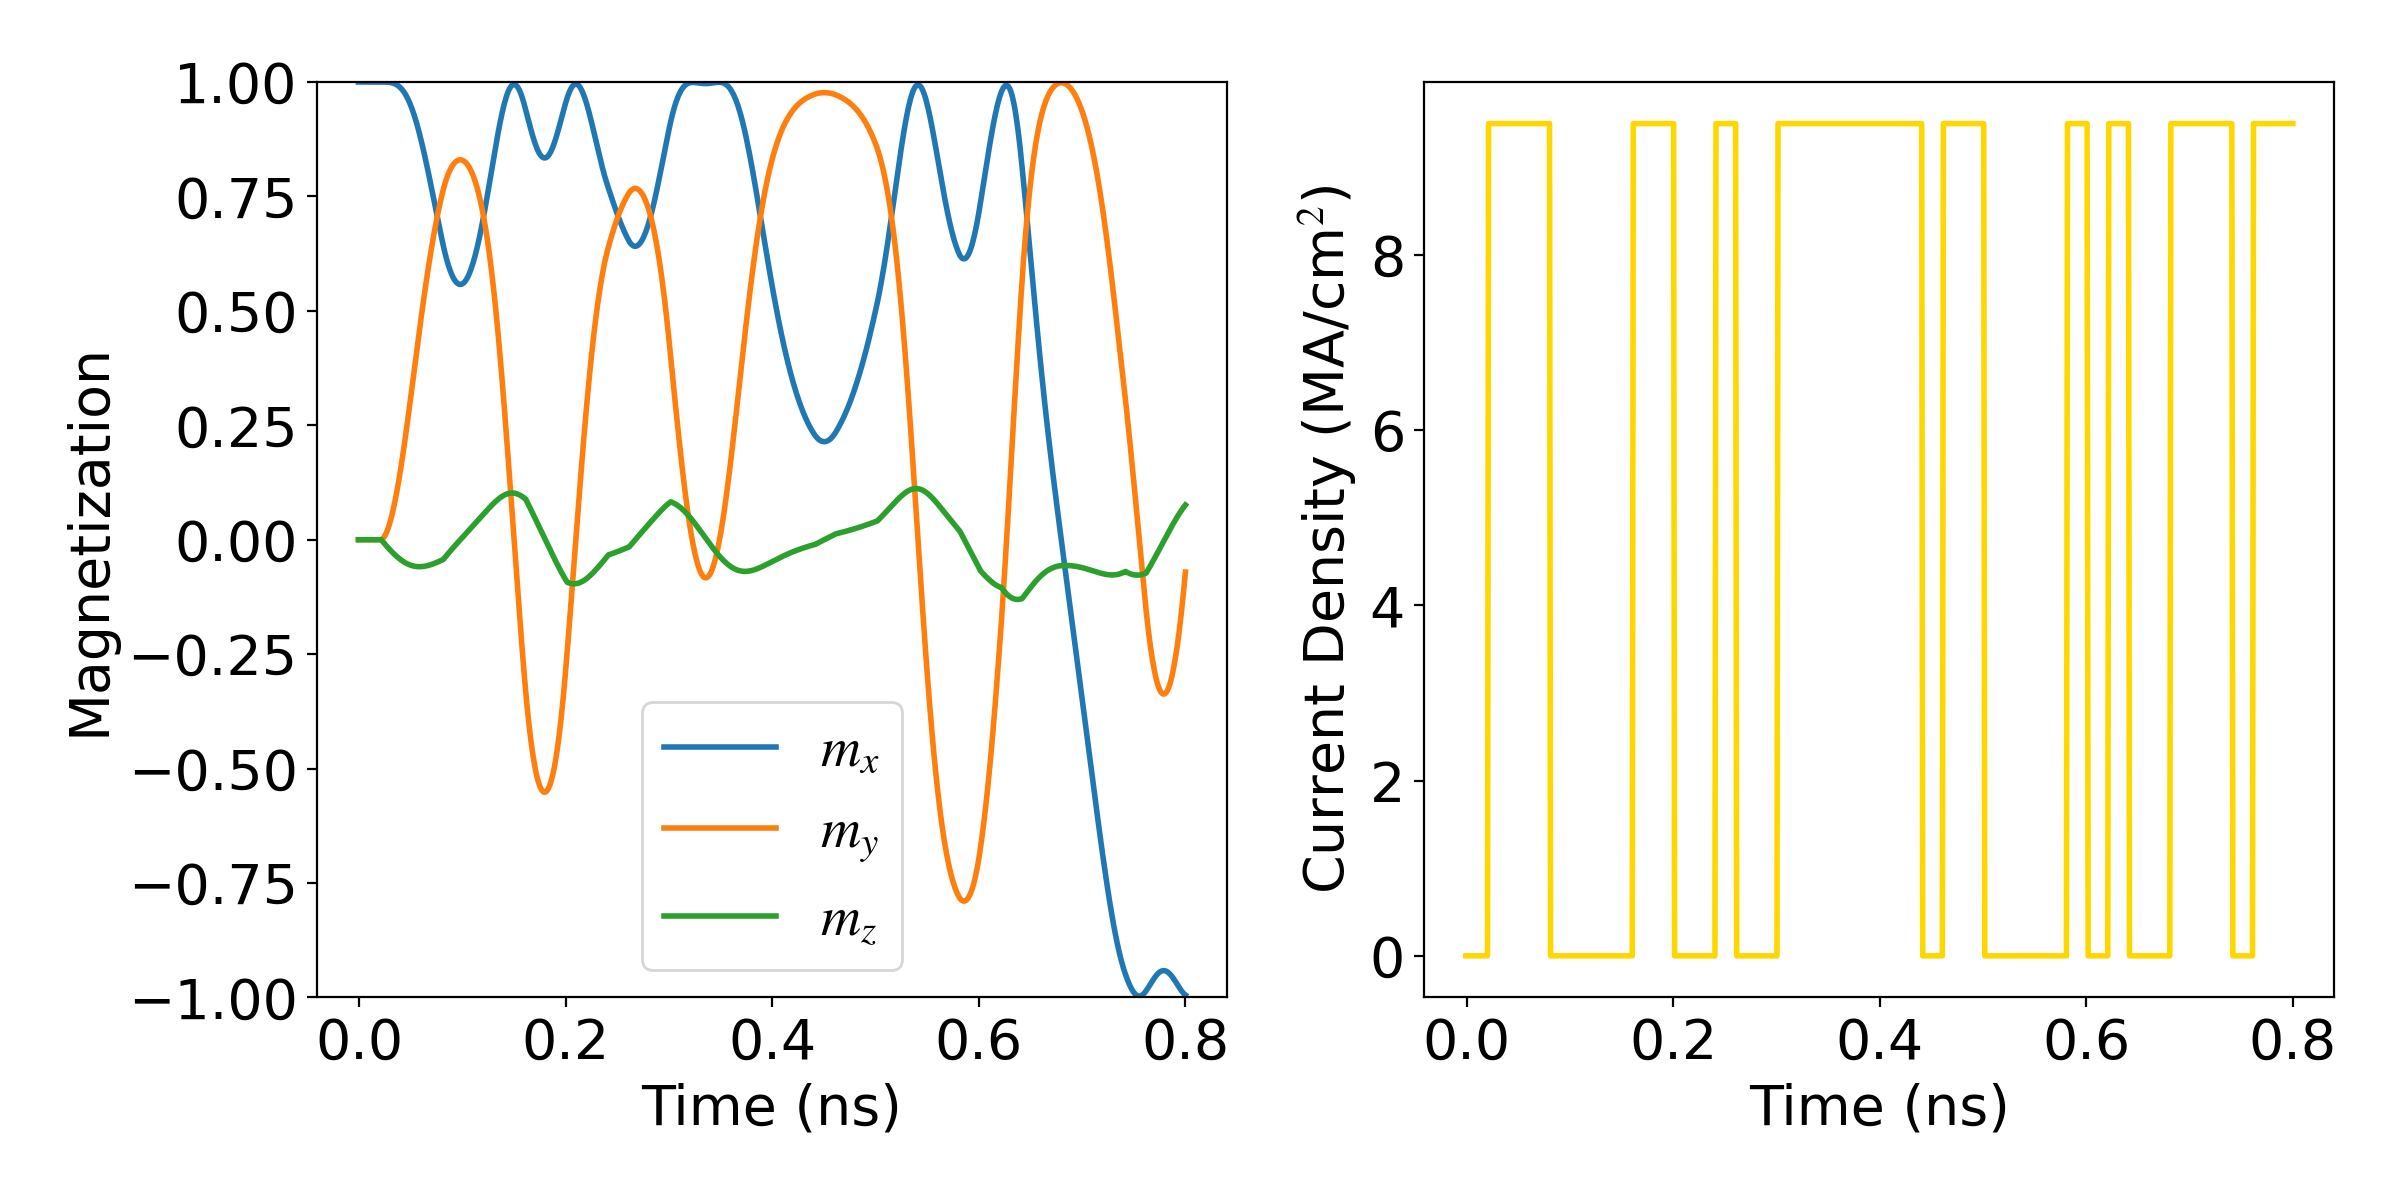 Magnetization
1.00
0.75
0.50
0.25
0.00
−0.25
−0.50
−0.75
−1.00
0.0 0.2 0.4 0.6 0.8
Time (ns)
m_x
m_y
m_z
Current Density (MA/cm²)
8
6
4
2
0
0.0 0.2 0.4 0.6 0.8
Time (ns)